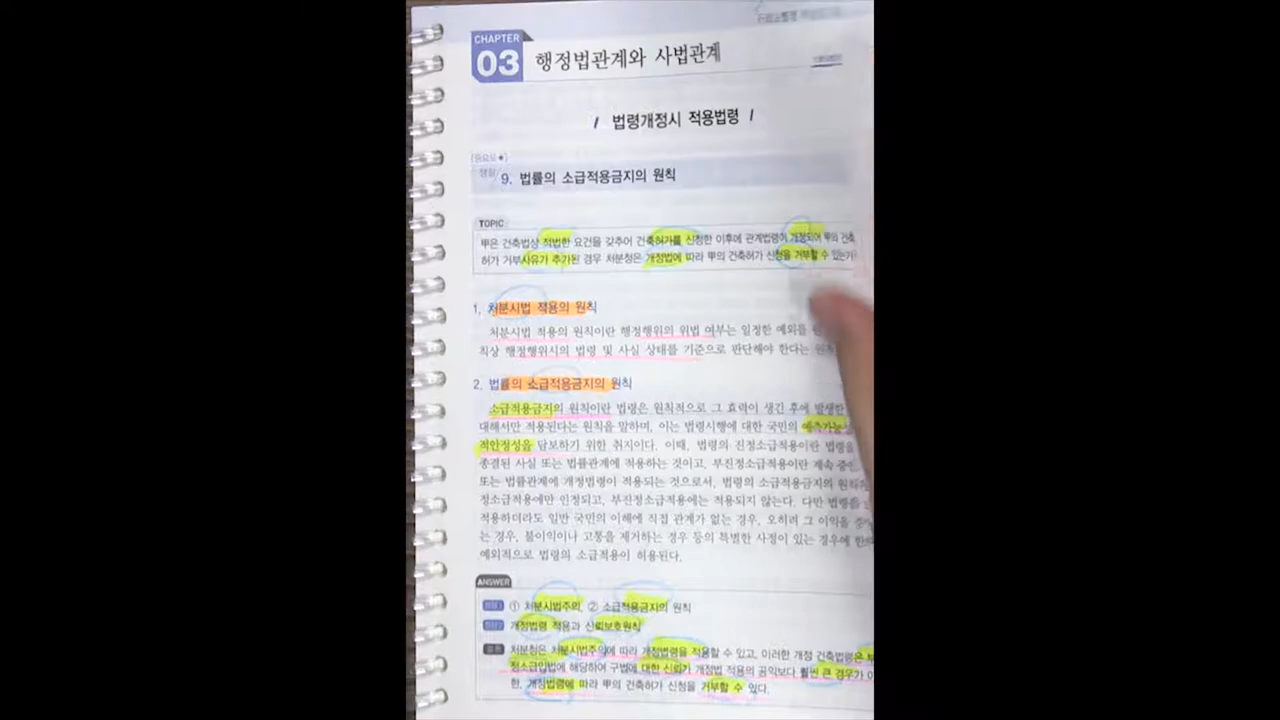 CHAPTER
03 행정법관계와 사법관계
/ 법령개정시 적용법령 /
쟁점 9. 법률의 소급적용금지의 원칙
TOPIC
甲은 건축법상 적법한 요건을 갖추어 건축허가를 신청한 이후에 관계법령이 개정되어 甲의 건축
허가 거부사유가 추가된 경우 처분청은 개정법에 따라 甲의 건축허가 신청을 거부할 수 있는가
1. 처분시법 적용의 원칙
처분시법 적용의 원칙이란 행정행위의 위법 여부는 일정한 예외를
칙상 행정행위시의 법령 및 사실 상태를 기준으로 판단해야 한다는
2. 법률의 소급적용금지의 원칙
소급적용금지의 원칙이란 법령은 원칙적으로 그 효력이 생긴 후에 발생한
대해서만 적용된다는 원칙을 말하며, 이는 법령시행에 대한 국민의 예측가능
적안정성을 담보하기 위한 취지이다. 이때, 법령의 진정소급적용이란 법령을
종결된 사실 또는 법률관계에 적용하는 것이고, 부진정소급적용이란 계속
또는 법률관계에 개정법령이 적용되는 것으로서, 법령의 소급적용금지의 원칙
정소급적용에만 인정되고, 부진정소급적용에는 적용되지 않는다. 다만 법령을
적용하더라도 일반 국민의 이해에 직접 관계가 없는 경우, 오히려 그 이익을
는 경우, 불이익이나 고통을 제거하는 경우 등의 특별한 사정이 있는 경우에
예외적으로 법령의 소급적용이 허용된다.
ANSWER
① 처분시법주의, ② 소급적용금지의 원칙
개정법령 적용과 신뢰보호원칙
처분청은 처분시법주의에 따라 개정법령을 적용할 수 있고, 이러한 개정 건축법령은
정소급입법에 해당하여 구법에 대한 신뢰가 개정법 적용의 공익보다 훨씬 큰 경우가
한, 개정법령에 따라 甲의 건축허가 신청을 거부할 수 있다.